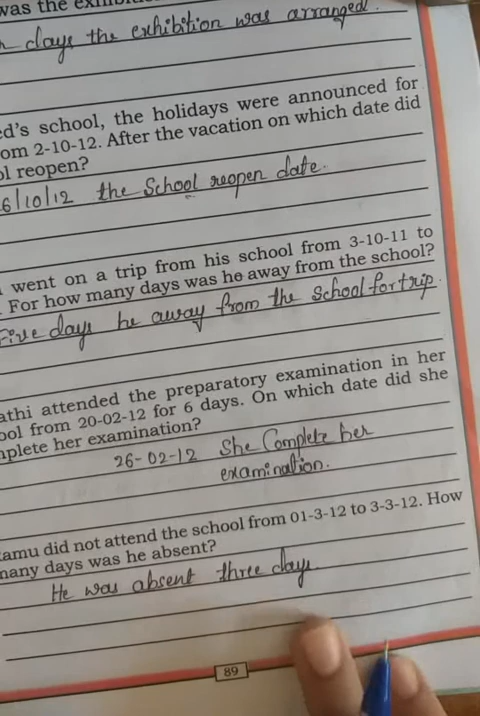 was the
n days the exhibition was arranged.
ed's school, the holidays were announced for
om 2-10-12. After the vacation on which date did
ol reopen?
6/10/12 the School reopen date.
went on a trip from his school from 3-10-11 to
. For how many days was he away from the school?
Five days he away from the school for trip.
athi attended the preparatory examination in her
ool from 20-02-12 for 6 days. On which date did she
mplete her examination?
26-02-12 She Complete her
examination.
amu did not attend the school from 01-3-12 to 3-3-12. How
many days was he absent?
He was absent three days
89